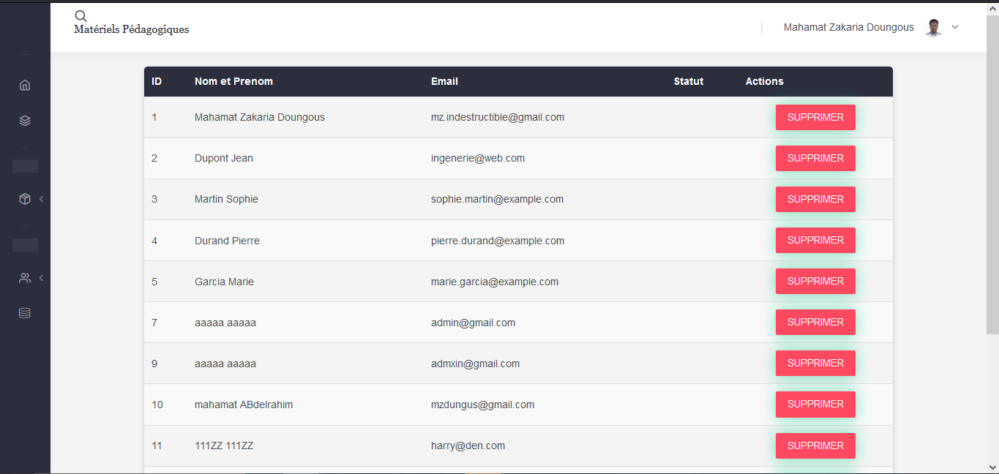 Matériels Pédagogiques
Mahamat Zakaria Doungous
ID Nom et Prenom Email Statut Actions
1 Mahamat Zakaria Doungous mz.indestructible@gmail.com SUPPRIMER
2 Dupont Jean ingenerie@web.com SUPPRIMER
3 Martin Sophie sophie.martin@example.com SUPPRIMER
4 Durand Pierre pierre.durand@example.com SUPPRIMER
5 Garcia Marie marie.garcia@example.com SUPPRIMER
7 aaaaa aaaaa admin@gmail.com SUPPRIMER
9 aaaaa aaaaa admxin@gmail.com SUPPRIMER
10 mahamat ABdelrahim mzdungus@gmail.com SUPPRIMER
11 111ZZ 111ZZ harry@den.com SUPPRIMER